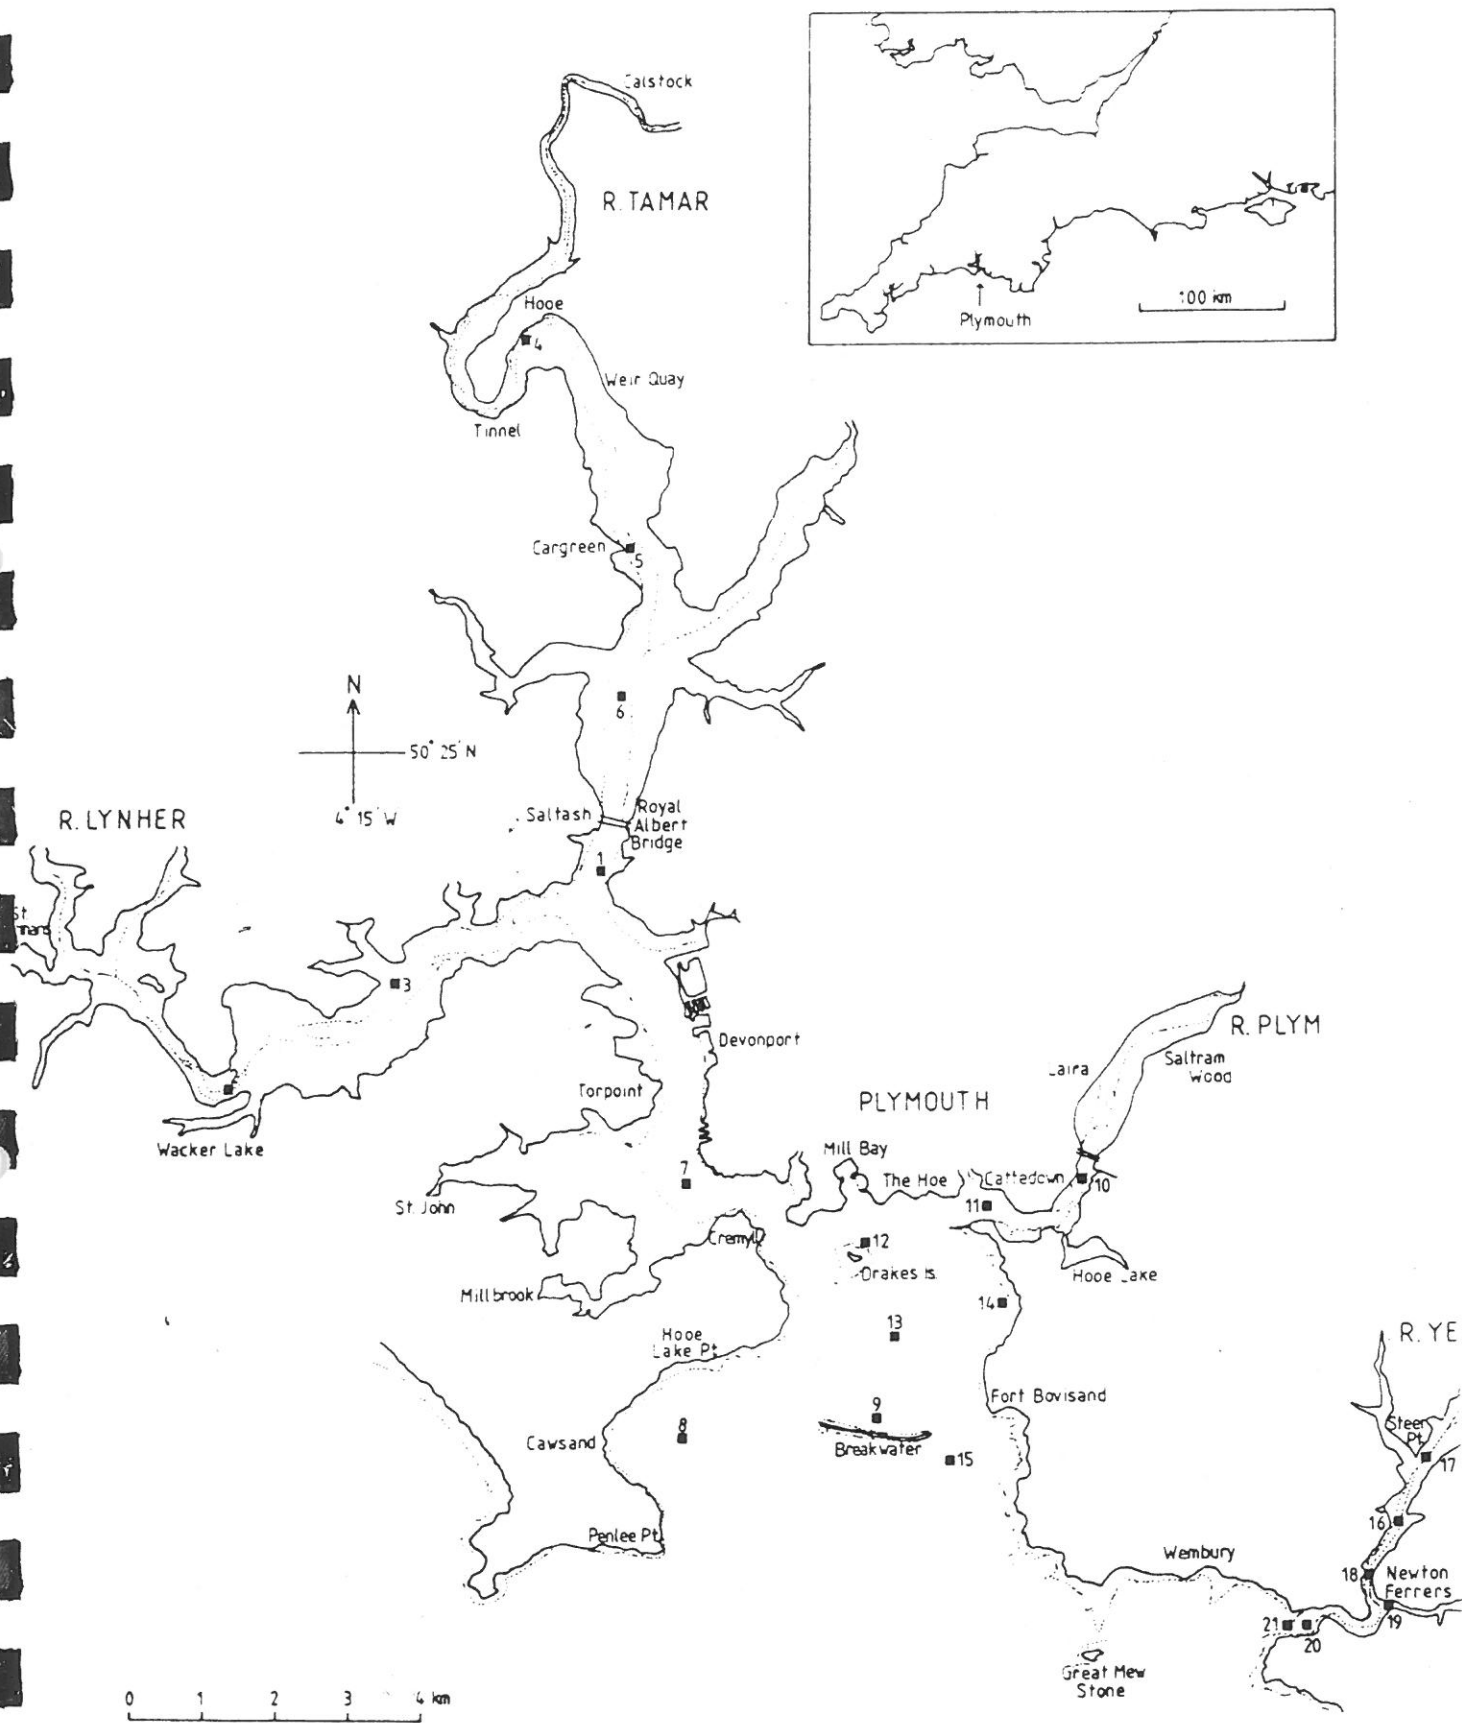 Calstock
R. TAMAR
100 km
Plymouth
Hooe
4
Weir Quay
Tinnel
Cargreen
5
6
N
50° 25' N
4° 15' W
R. LYNHER
Saltash
Royal
Albert
Bridge
1
St
mans
3
Devonport
R. PLYM
Laira
Saltram
Wood
Torpoint
PLYMOUTH
Wacker Lake
Mill Bay
The Hoe
Cattedown
10
7
11
St. John
Cremyll
12
Drakes Is.
Hooe Lake
Millbrook
14
13
Hooe
Lake Pt.
R. YE
Fort Bovisand
9
8
Cawsand
Breakwater
15
Steer
Pt.
17
16
Penlee Pt.
Wembury
18
Newton
Ferrers
19
21
20
Great Mew
Stone
0 1 2 3 4 km